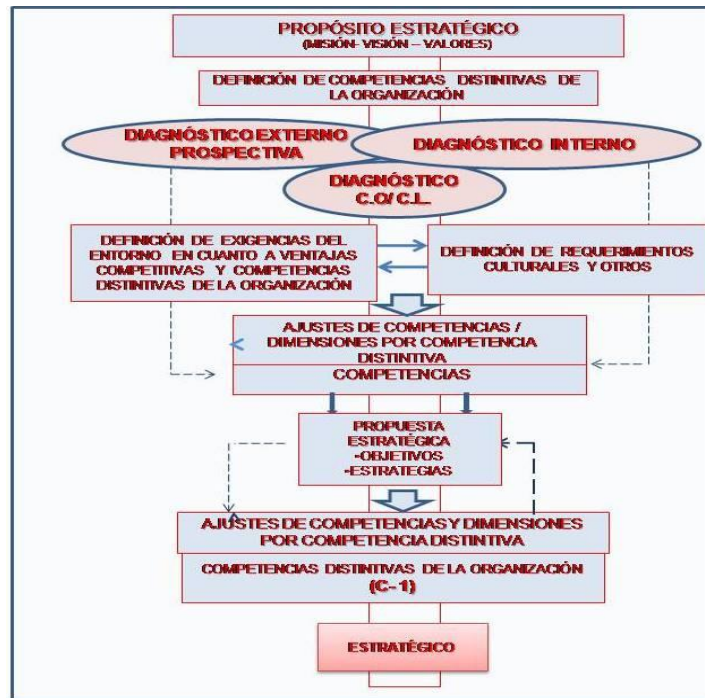 PROPÓSITO ESTRATÉGICO
(MISIÓN- VISIÓN – VALORES)
DEFINICIÓN DE COMPETENCIAS DISTINTIVAS DE
LA ORGANIZACIÓN
DIAGNÓSTICO EXTERNO
PROSPECTIVA
DIAGNÓSTICO INTERNO
DIAGNÓSTICO
C.O/ C.L.
DEFINICIÓN DE EXIGENCIAS DEL
ENTORNO EN CUANTO A VENTAJAS
COMPETITIVAS Y COMPETENCIAS
DISTINTIVAS DE LA ORGANIZACIÓN
DEFINICIÓN DE REQUERIMIENTOS
CULTURALES Y OTROS
AJUSTES DE COMPETENCIAS /
DIMENSIONES POR COMPETENCIA
DISTINTIVA
COMPETENCIAS
PROPUESTA
ESTRATÉGICA
-OBJETIVOS
-ESTRATEGIAS
AJUSTES DE COMPETENCIAS Y DIMENSIONES
POR COMPETENCIA DISTINTIVA
COMPETENCIAS DISTINTIVAS DE LA ORGANIZACIÓN
(C- 1)
ESTRATÉGICO